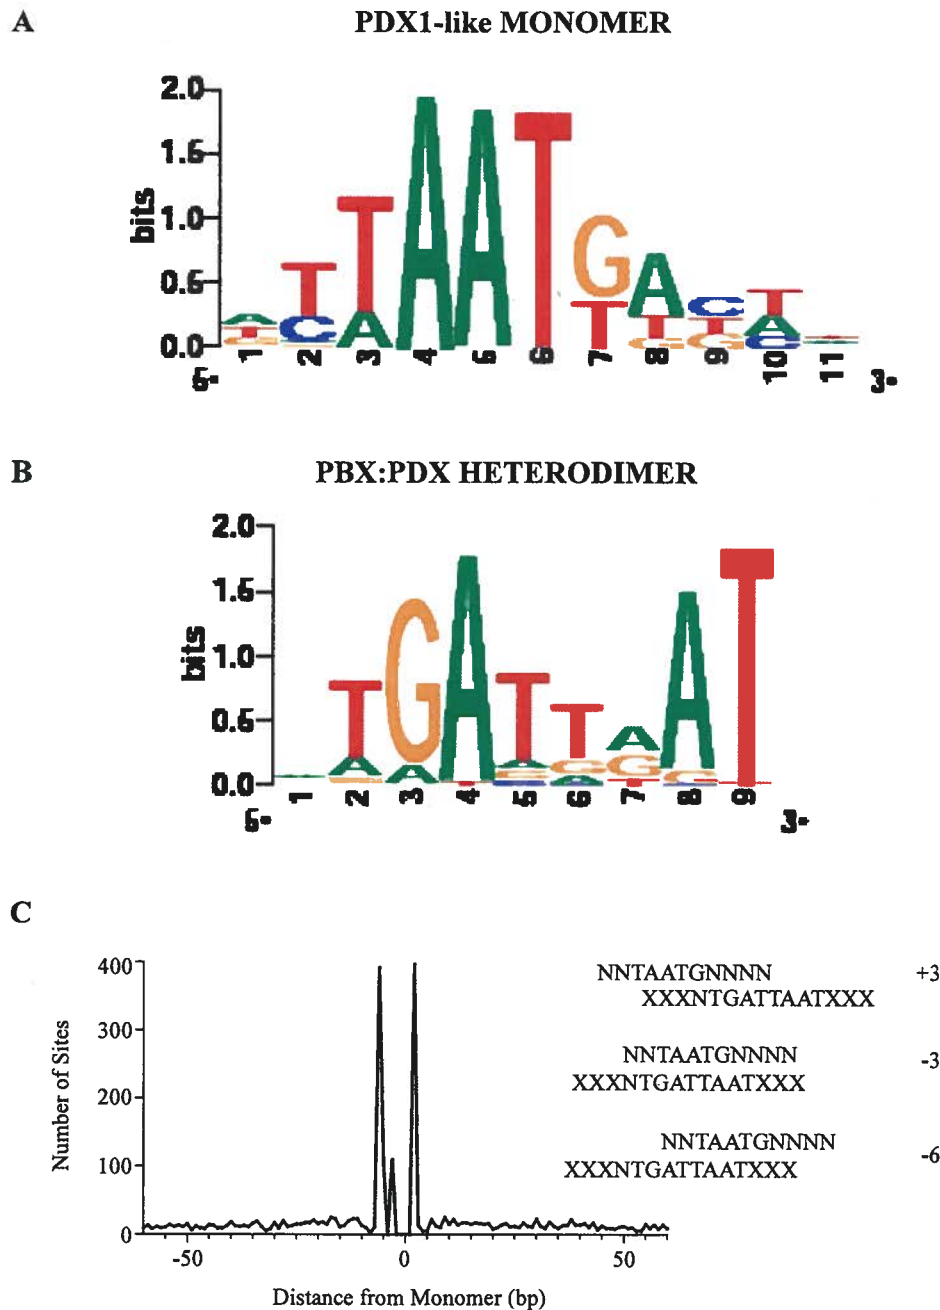 A
PDX1-like MONOMER
2.0
1.5
1.0
0.5
0.0
bits
1 2 3 4 5 6 7 8 9 10 11
5'
3'
B
PBX:PDX HETERODIMER
2.0
1.5
1.0
0.5
0.0
bits
1 2 3 4 5 6 7 8 9
5'
3'
C
400
300
200
100
0
Number of Sites
-50 0 50
Distance from Monomer (bp)
NNTAATGNNNN +3
XXXNTGATTAATXXX
NNTAATGNNNN -3
XXXNTGATTAATXXX
NNTAATGNNNN -6
XXXNTGATTAATXXX